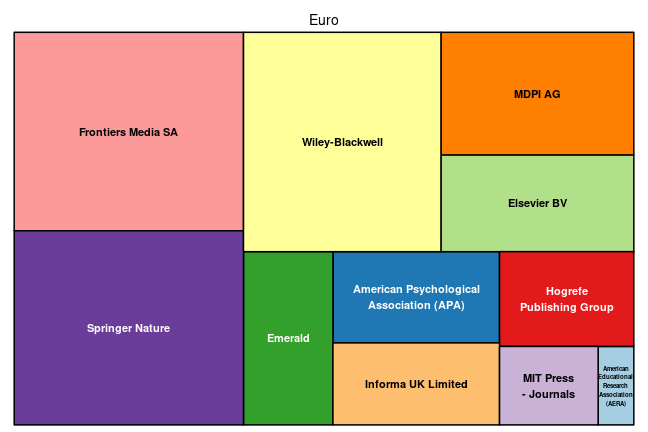 Euro
Frontiers Media SA
Wiley-Blackwell
MDPI AG
Elsevier BV
Springer Nature
Emerald
American Psychological
Association (APA)
Informa UK Limited
Hogrefe
Publishing Group
MIT Press
- Journals
American
Educational
Research
Association
(AERA)